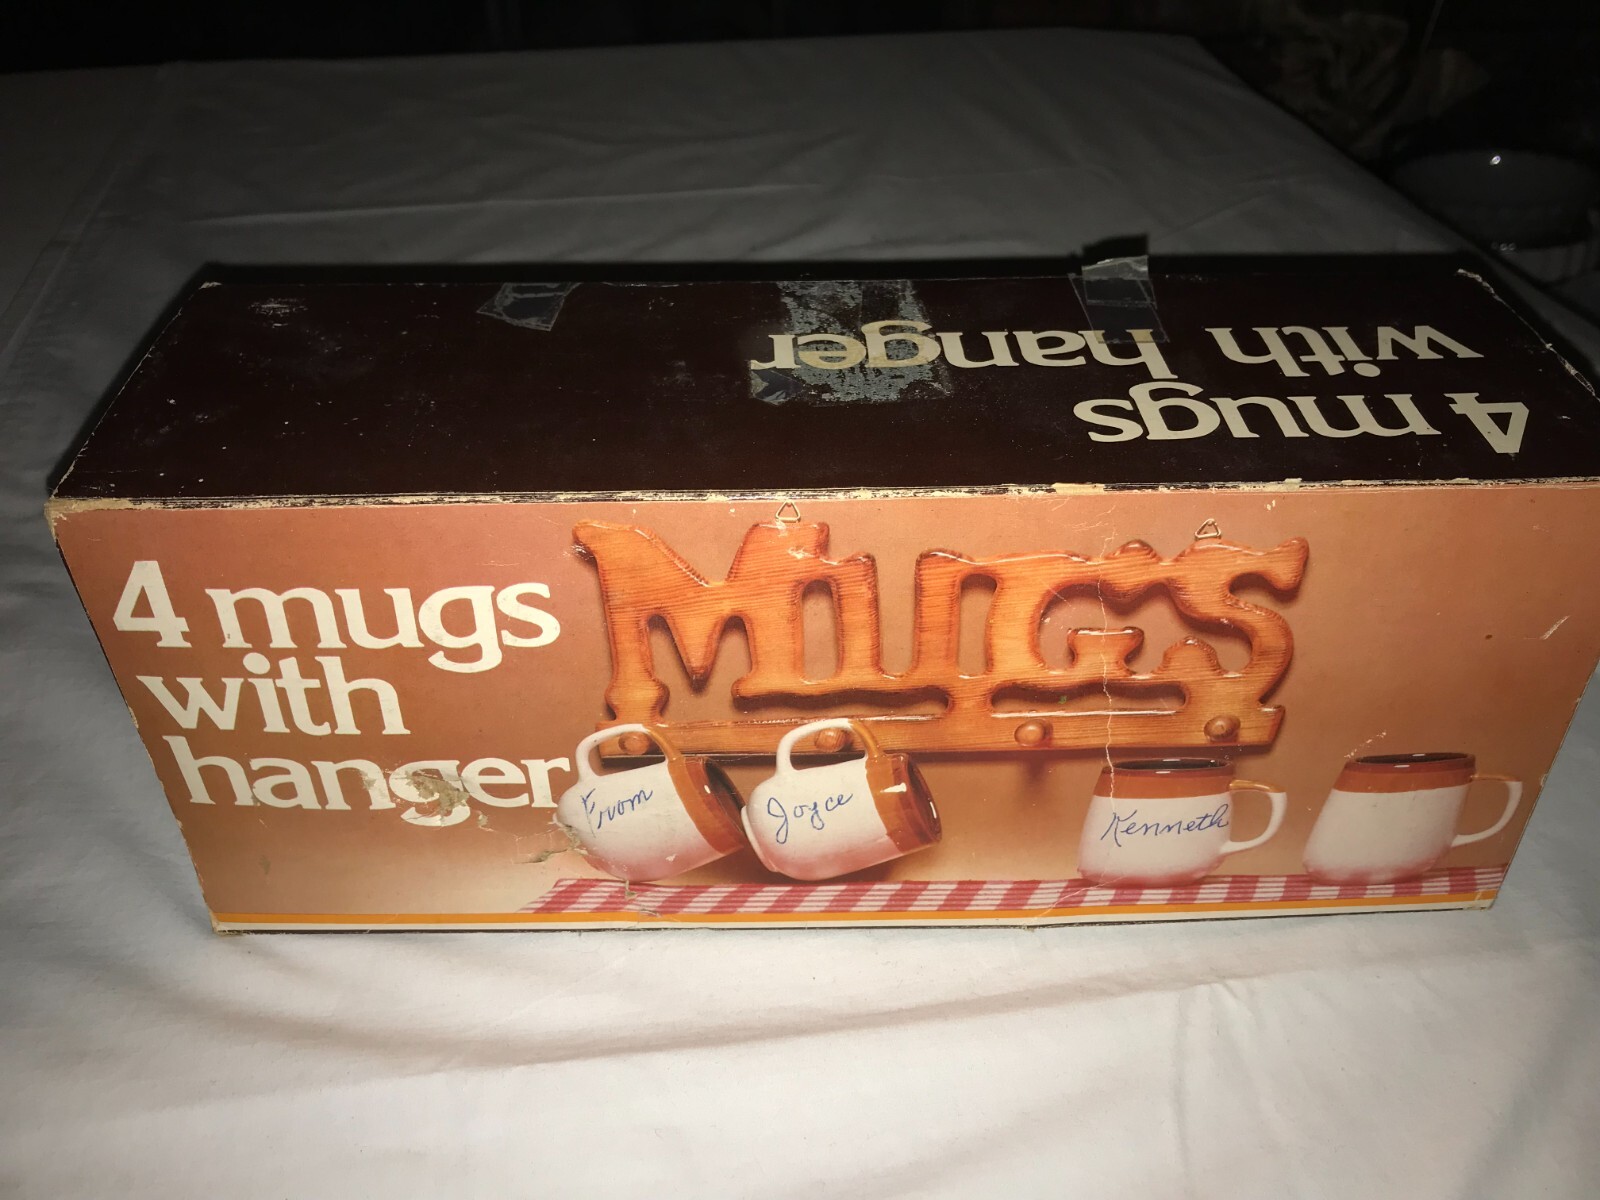 4 mugs
with hanger
4 mugs
with
hanger
MUGS
From
Joyce
Kenneth